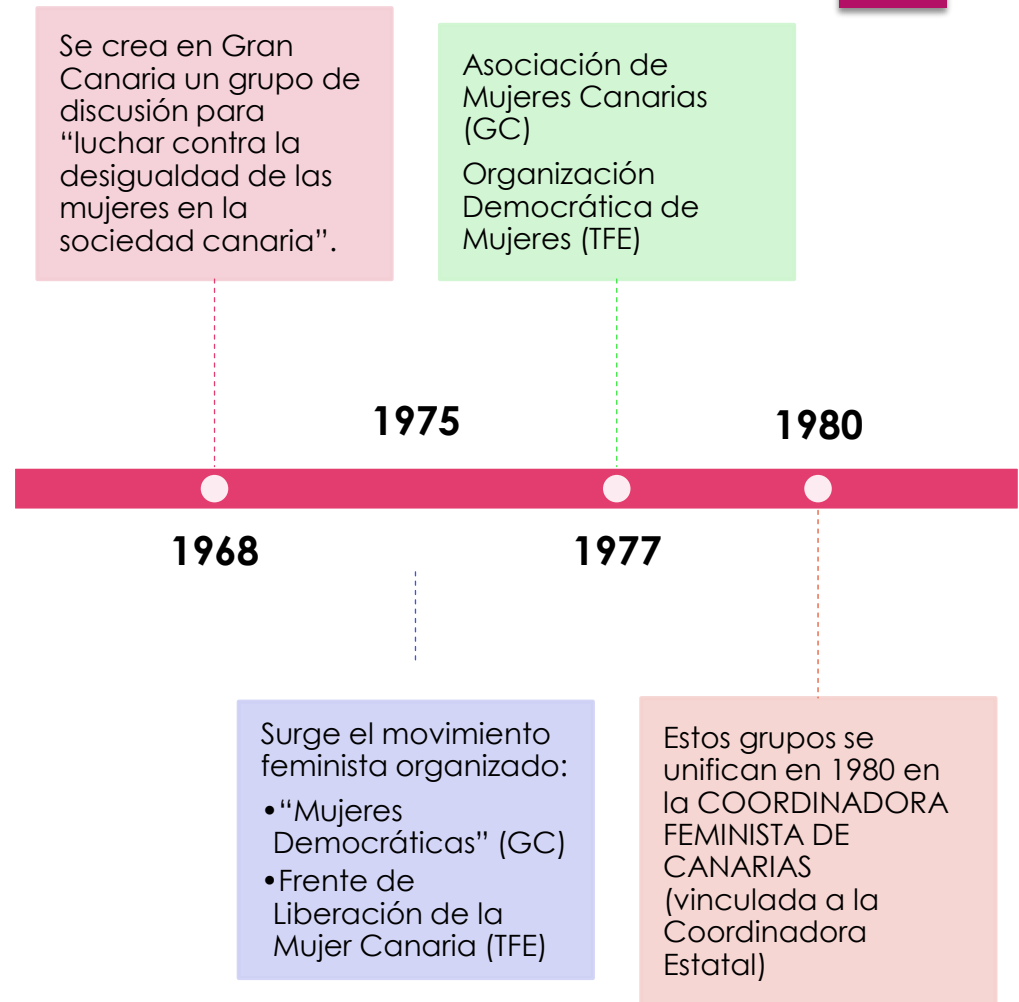 Se crea en Gran
Canaria un grupo de
discusión para
“luchar contra la
desigualdad de las
mujeres en la
sociedad canaria”.
Asociación de
Mujeres Canarias
(GC)
Organización
Democrática de
Mujeres (TFE)
1975
1980
1968
1977
Surge el movimiento
feminista organizado:
•“Mujeres
Democráticas” (GC)
•Frente de
Liberación de la
Mujer Canaria (TFE)
Estos grupos se
unifican en 1980 en
la COORDINADORA
FEMINISTA DE
CANARIAS
(vinculada a la
Coordinadora
Estatal)